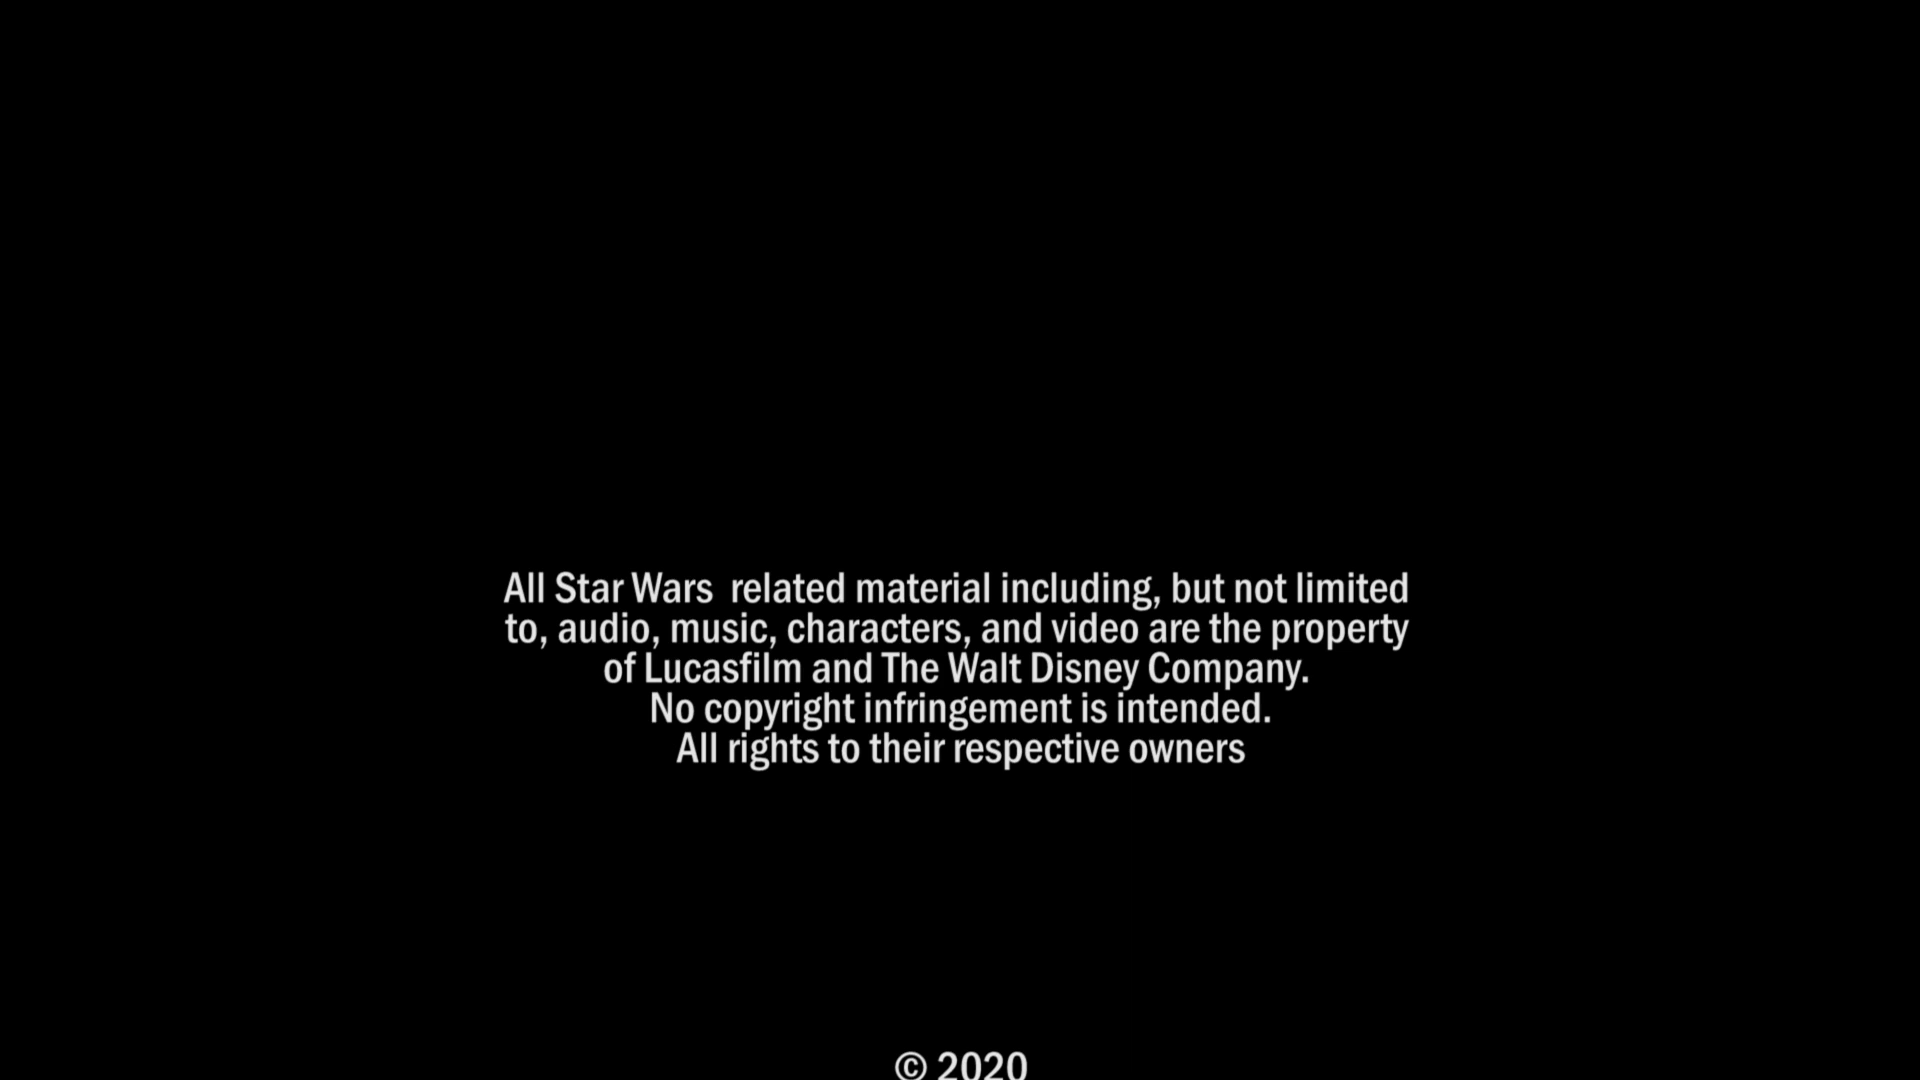 All Star Wars  related material including, but not limited
to, audio, music, characters, and video are the property
of Lucasfilm and The Walt Disney Company.
No copyright infringement is intended.
All rights to their respective owners
© 2020